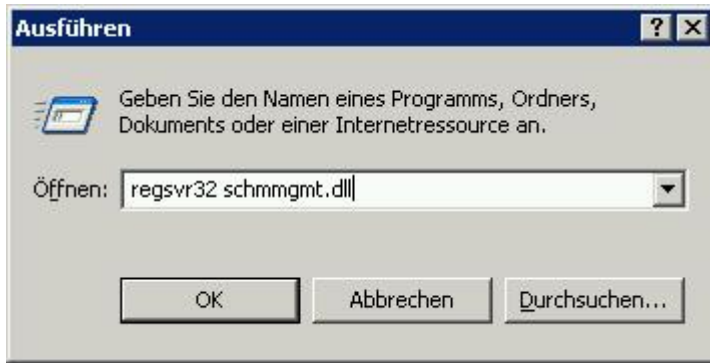 Ausführen
Geben Sie den Namen eines Programms, Ordners,
Dokuments oder einer Internetressource an.
Öffnen: regsvr32 schmmgmt.dll
OK Abbrechen Durchsuchen...